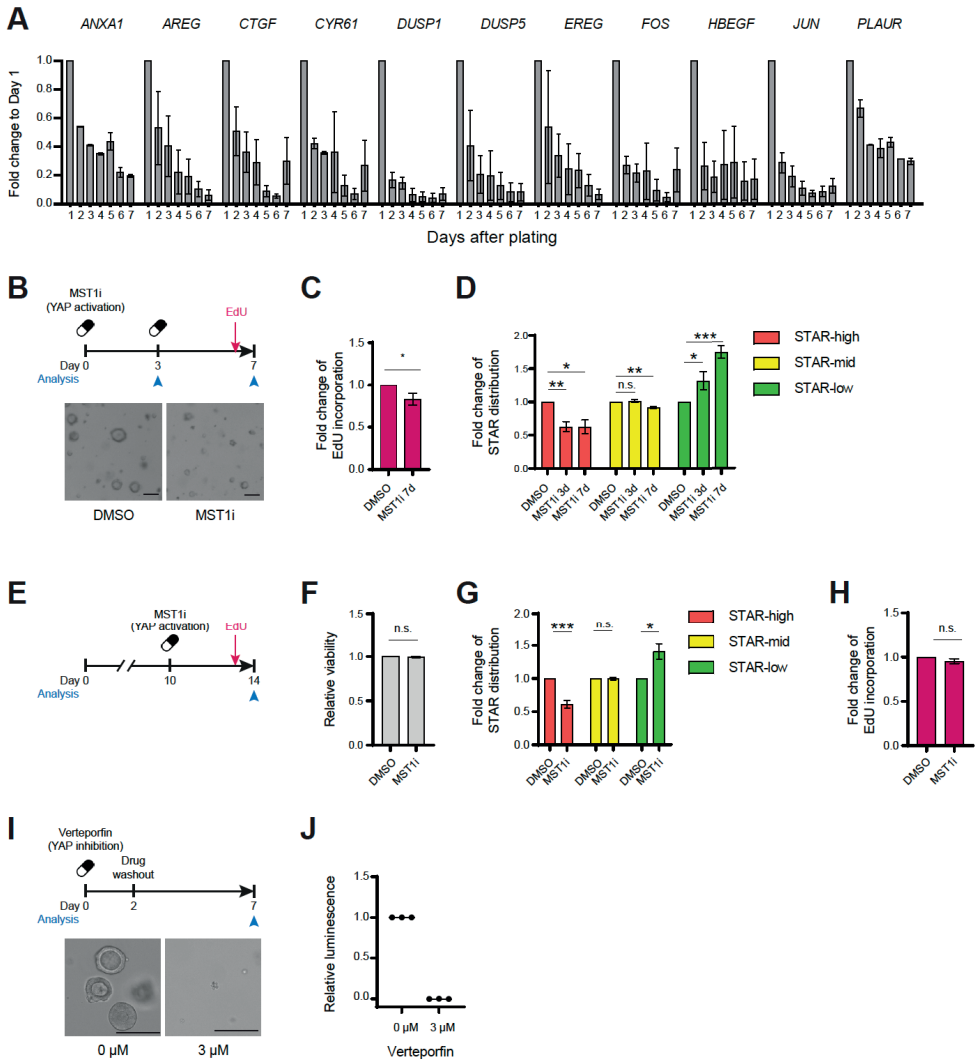 A
ANXA1 AREG CTGF CYR61 DUSP1 DUSP5 EREG FOS HBEGF JUN PLAUR
Fold change to Day 1
1.0
0.8
0.6
0.4
0.2
0.0
1 2 3 4 5 6 7 1 2 3 4 5 6 7 1 2 3 4 5 6 7 1 2 3 4 5 6 7 1 2 3 4 5 6 7 1 2 3 4 5 6 7 1 2 3 4 5 6 7 1 2 3 4 5 6 7 1 2 3 4 5 6 7 1 2 3 4 5 6 7 1 2 3 4 5 6 7
Days after plating
B
MST1i
(YAP activation)
EdU
Day 0 3 7
Analysis
DMSO MST1i
C
Fold change of
EdU incorporation
1.5
1.0
0.5
0.0
*
DMSO
MST1i 7d
D
Fold change of
STAR distribution
2.0
1.5
1.0
0.5
0.0
*
**
**
n.s.
***
*
DMSO
MST1i 3d
MST1i 7d
DMSO
MST1i 3d
MST1i 7d
DMSO
MST1i 3d
MST1i 7d
STAR-high
STAR-mid
STAR-low
E
MST1i
(YAP activation)
EdU
Day 0 10 14
Analysis
F
Relative viability
1.5
1.0
0.5
0.0
n.s.
DMSO
MST1i
G
Fold change of
STAR distribution
2.0
1.5
1.0
0.5
0.0
*** n.s. *
DMSO
MST1i
DMSO
MST1i
DMSO
MST1i
STAR-high
STAR-mid
STAR-low
H
Fold change of
EdU incorporation
1.5
1.0
0.5
0.0
n.s.
DMSO
MST1i
I
Verteporfin
(YAP inhibition)
Drug
washout
Day 0 2 7
Analysis
0 µM 3 µM
J
Relative luminescence
1.5
1.0
0.5
0.0
0 µM 3 µM
Verteporfin